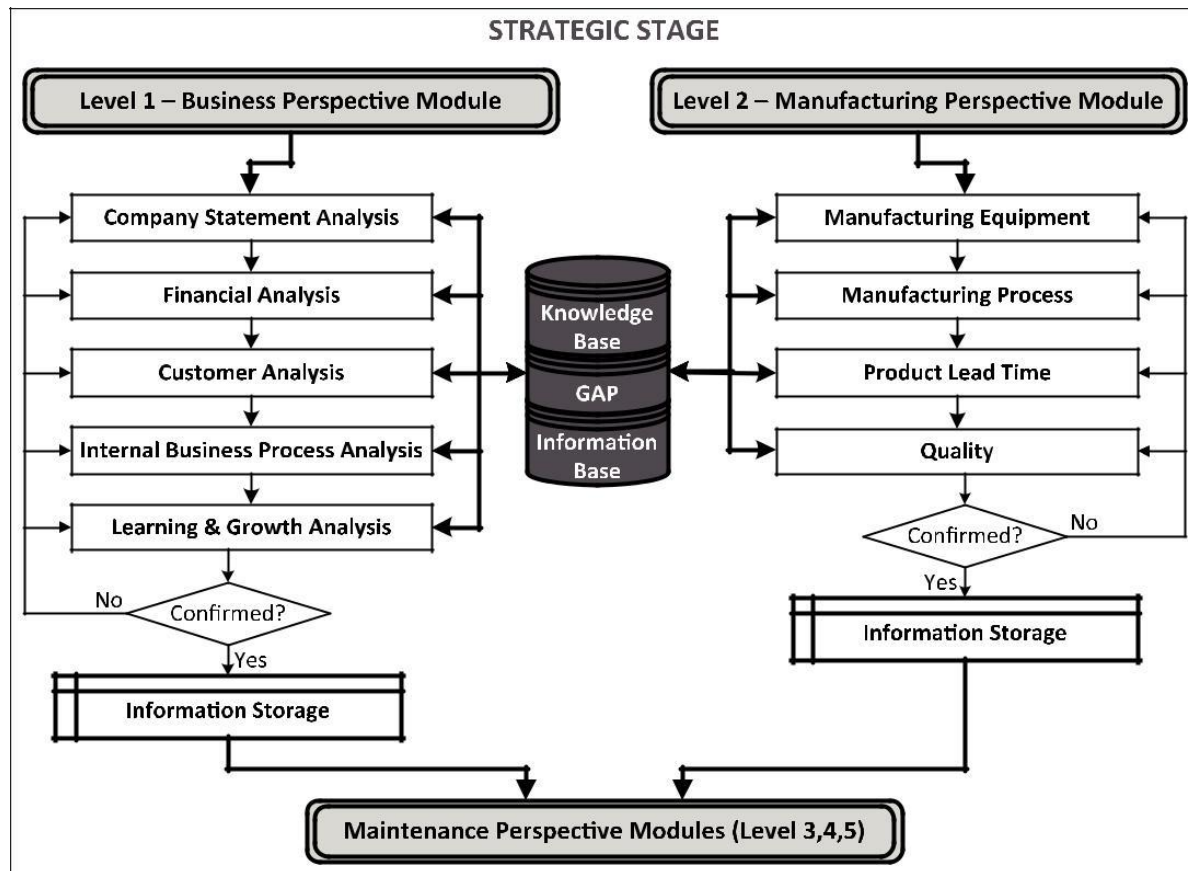 STRATEGIC STAGE
Level 1 – Business Perspective Module
Level 2 – Manufacturing Perspective Module
Company Statement Analysis
Financial Analysis
Customer Analysis
Internal Business Process Analysis
Learning & Growth Analysis
Confirmed?
No
Yes
Information Storage
Knowledge
Base
GAP
Information
Base
Manufacturing Equipment
Manufacturing Process
Product Lead Time
Quality
Confirmed?
No
Yes
Information Storage
Maintenance Perspective Modules (Level 3,4,5)